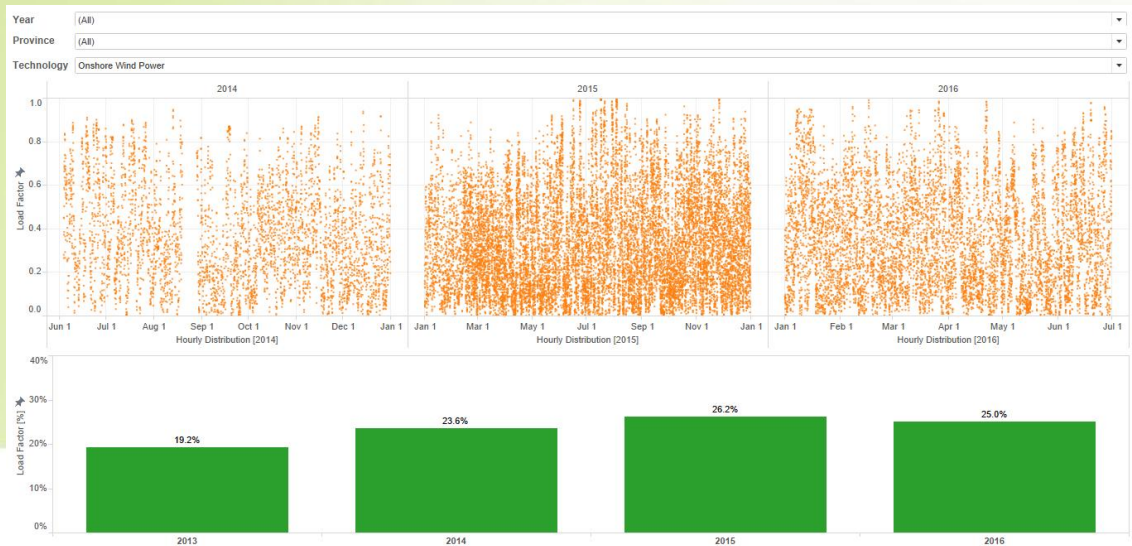 Year (All)
Province (All)
Technology Onshore Wind Power
2014 2015 2016
Load Factor
1.0
0.8
0.6
0.4
0.2
0.0
Jun 1 Jul 1 Aug 1 Sep 1 Oct 1 Nov 1 Dec 1 Jan 1 Jan 1 Mar 1 May 1 Jul 1 Sep 1 Nov 1 Jan 1 Jan 1 Feb 1 Mar 1 Apr 1 May 1 Jun 1 Jul 1
Hourly Distribution [2014] Hourly Distribution [2015] Hourly Distribution [2016]
Load Factor [%]
40%
30%
20%
10%
0%
19.2% 23.6% 26.2% 25.0%
2013 2014 2015 2016